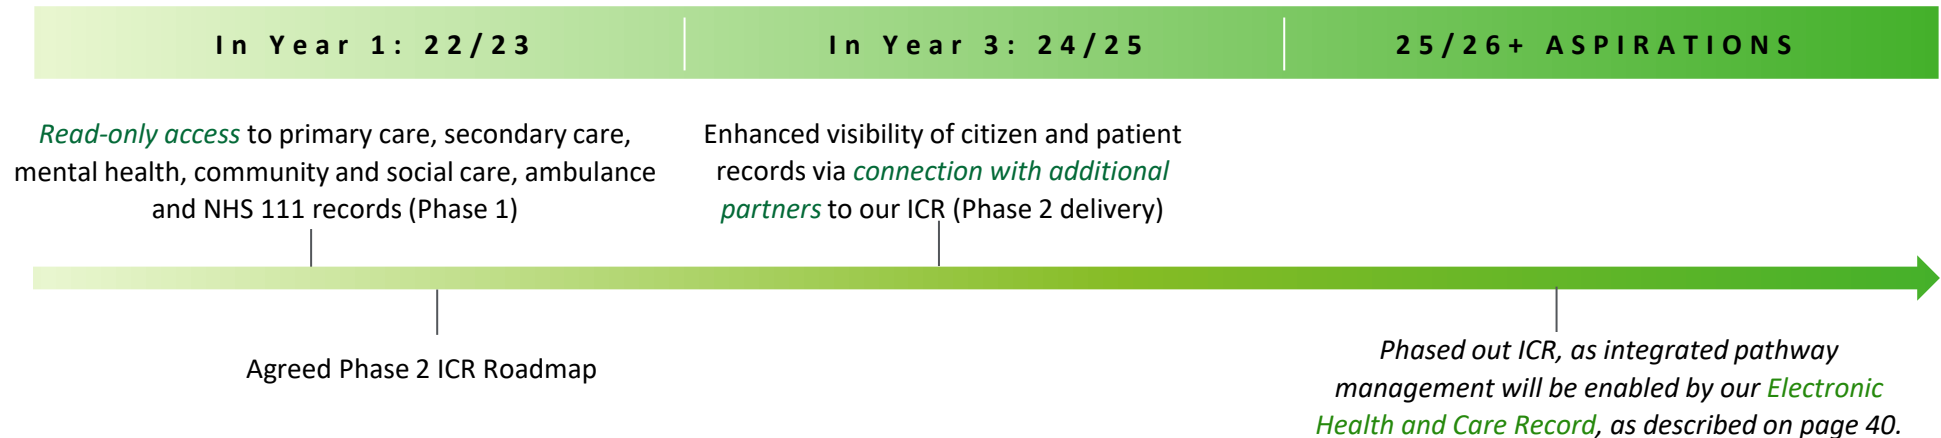 In Year 1: 22/23
In Year 3: 24/25
25/26+ ASPIRATIONS
Read-only access to primary care, secondary care,
mental health, community and social care, ambulance
and NHS 111 records (Phase 1)
Enhanced visibility of citizen and patient
records via connection with additional
partners to our ICR (Phase 2 delivery)
Agreed Phase 2 ICR Roadmap
Phased out ICR, as integrated pathway
management will be enabled by our Electronic
Health and Care Record, as described on page 40.